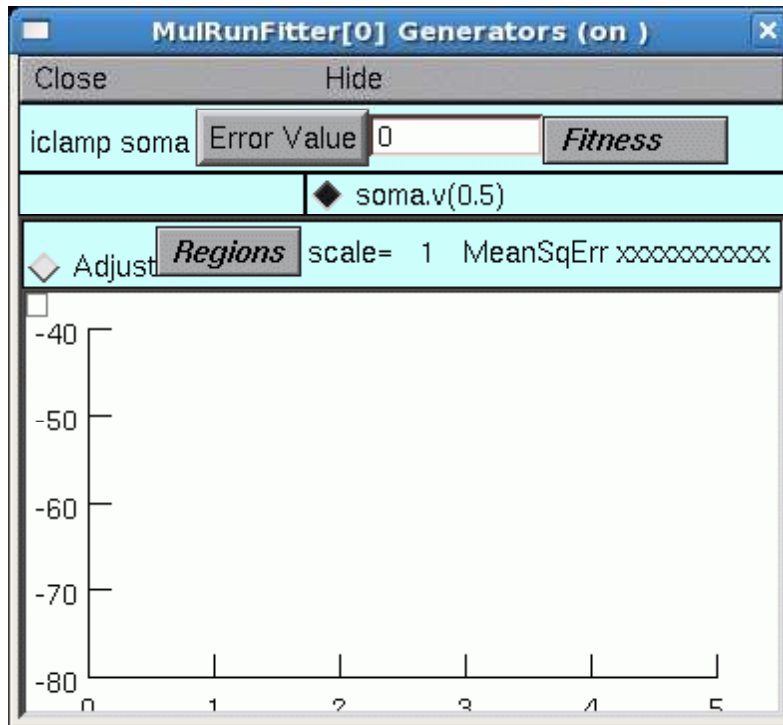 MulRunFitter[0] Generators (on )
Close Hide
iclamp soma Error Value 0 Fitness
soma.v(0.5)
Adjust Regions scale= 1 MeanSqErr xxxxxxxxxxx
-40
-50
-60
-70
-80
0 1 2 3 4 5